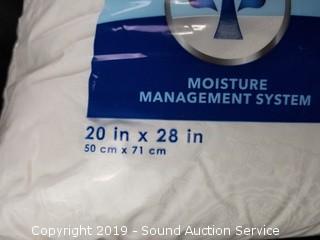 MOISTURE
MANAGEMENT SYSTEM
20 in x 28 in
50 cm x 71 cm
Copyright 2019 - Sound Auction Service